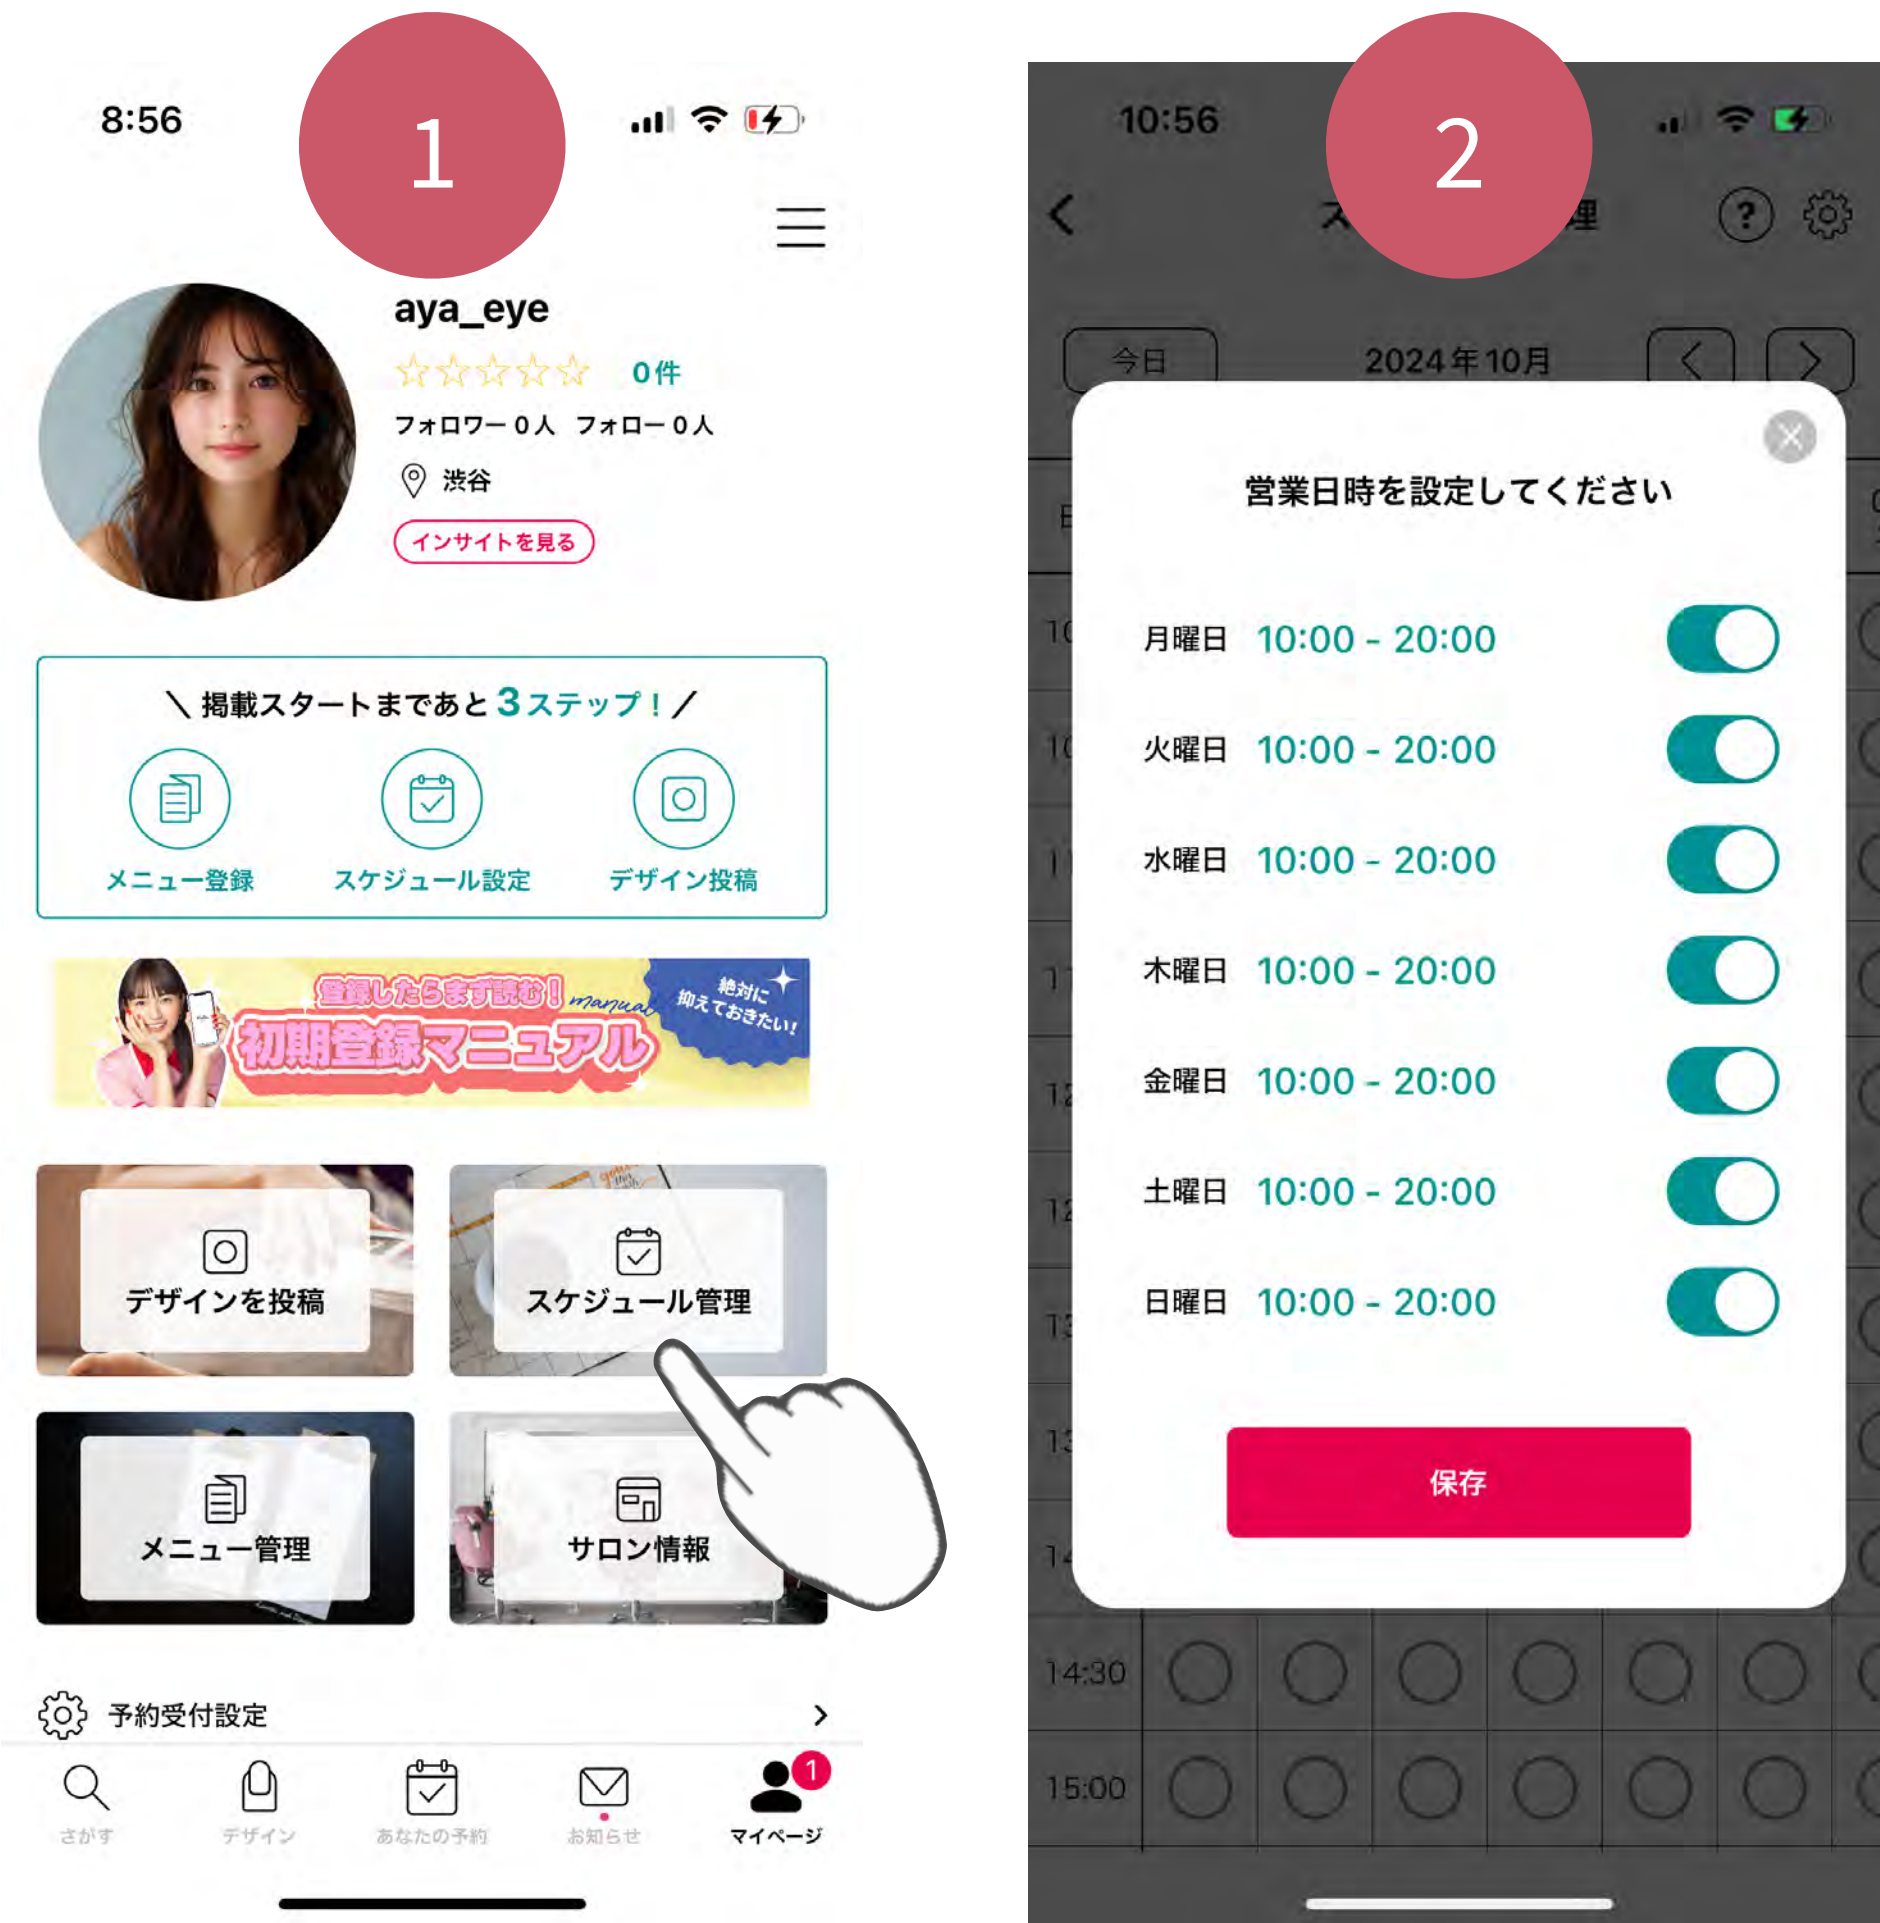 1
8:56
aya_eye
0件
フォロワー 0人 フォロー 0人
渋谷
インサイトを見る
\ 掲載スタートまであと 3ステップ！ /
メニュー登録
スケジュール設定
デザイン投稿
登録したらまず読む！
manual
絶対に
抑えておきたい!
初期登録マニュアル
デザインを投稿
スケジュール管理
メニュー管理
サロン情報
予約受付設定
1
さがす
デザイン
あなたの予約
お知らせ
マイページ
2
10:56
理
今日
2024年10月
営業日時を設定してください
月曜日 10:00 - 20:00
火曜日 10:00 - 20:00
水曜日 10:00 - 20:00
木曜日 10:00 - 20:00
金曜日 10:00 - 20:00
土曜日 10:00 - 20:00
日曜日 10:00 - 20:00
保存
14:30
15:00